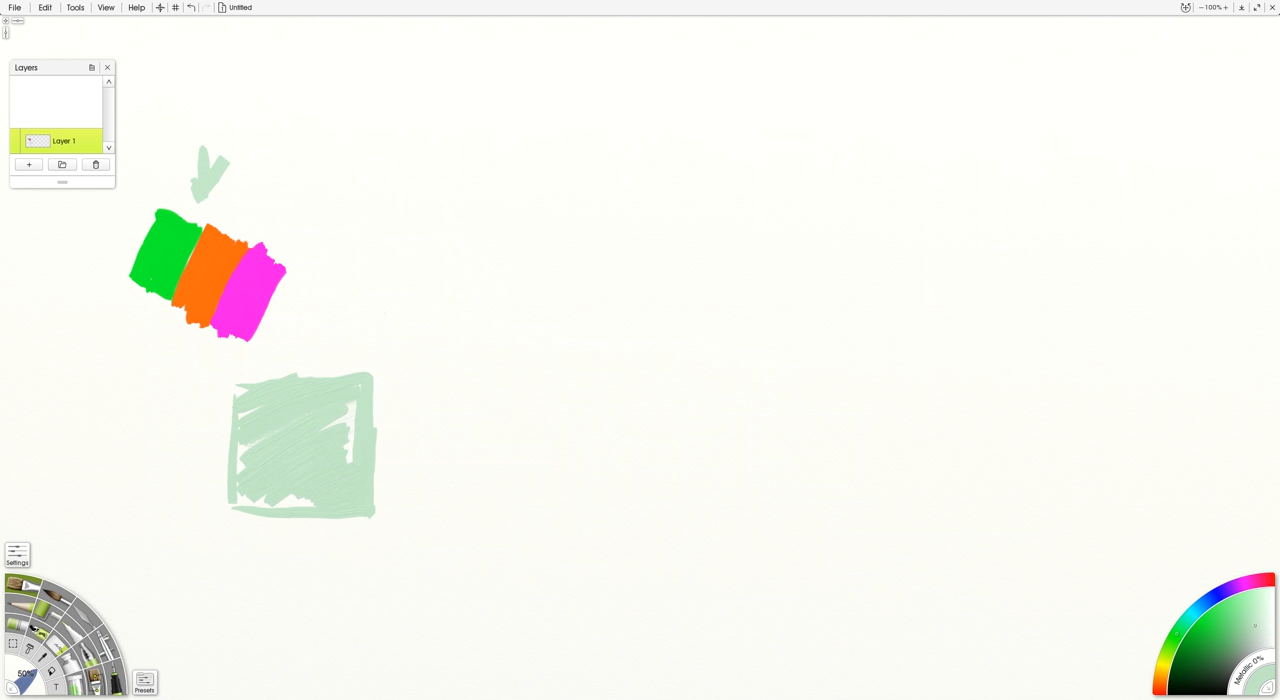 File Edit Tools View Help Untitled −100%+
Layers
Layer 1
Settings
50%
T
Presets
Metallic 0%